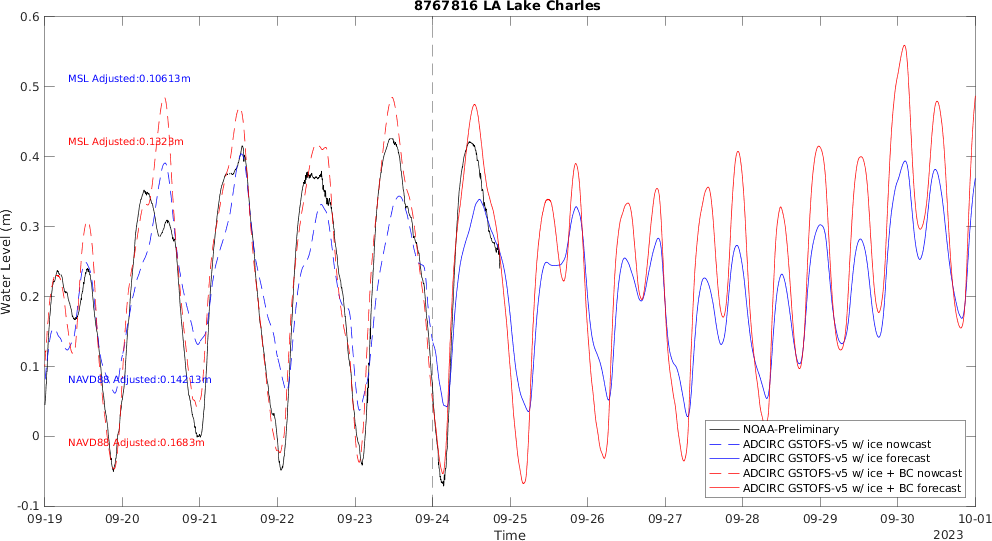 8767816 LA Lake Charles
0.6
0.5
0.4
0.3
0.2
0.1
0
-0.1
Water Level (m)
MSL Adjusted:0.10613m
MSL Adjusted:0.1323m
NAVD88 Adjusted:0.14213m
NAVD88 Adjusted:0.1683m
NOAA-Preliminary
ADCIRC GSTOFS-v5 w/ ice nowcast
ADCIRC GSTOFS-v5 w/ ice forecast
ADCIRC GSTOFS-v5 w/ ice + BC nowcast
ADCIRC GSTOFS-v5 w/ ice + BC forecast
09-19 09-20 09-21 09-22 09-23 09-24 09-25 09-26 09-27 09-28 09-29 09-30 10-01
Time
2023